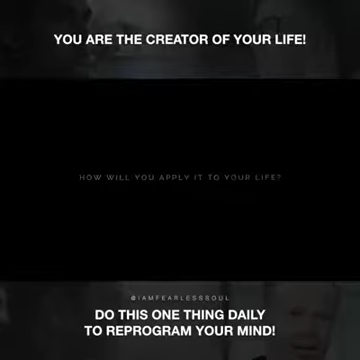 YOU ARE THE CREATOR OF YOUR LIFE!
HOW WILL YOU APPLY IT TO YOUR LIFE?
@IAMFEARLESSSOUL
DO THIS ONE THING DAILY
TO REPROGRAM YOUR MIND!